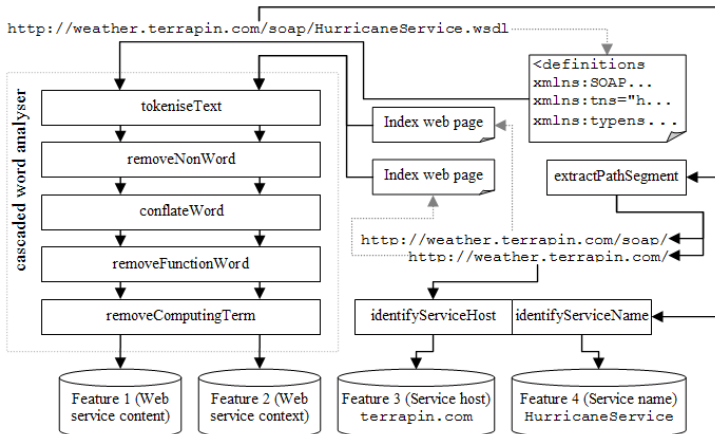 http://weather.terrapin.com/soap/HurricaneService.wsdl
<definitions
xmlns:SOAP...
xmlns:tns="h...
xmlns:typens...
cascaded word analyser
tokeniseText
removeNonWord
conflateWord
removeFunctionWord
removeComputingTerm
Index web page
Index web page
extractPathSegment
http://weather.terrapin.com/soap/
http://weather.terrapin.com/
identifyServiceHost
identifyServiceName
Feature 1 (Web
service content)
Feature 2 (Web
service context)
Feature 3 (Service host)
terrapin.com
Feature 4 (Service name)
HurricaneService